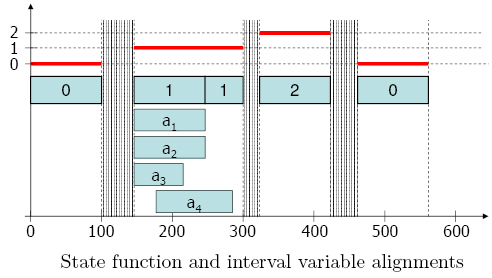 2
1
0
0 1 1 2 0
a1
a2
a3
a4
0 100 200 300 400 500 600
State function and interval variable alignments